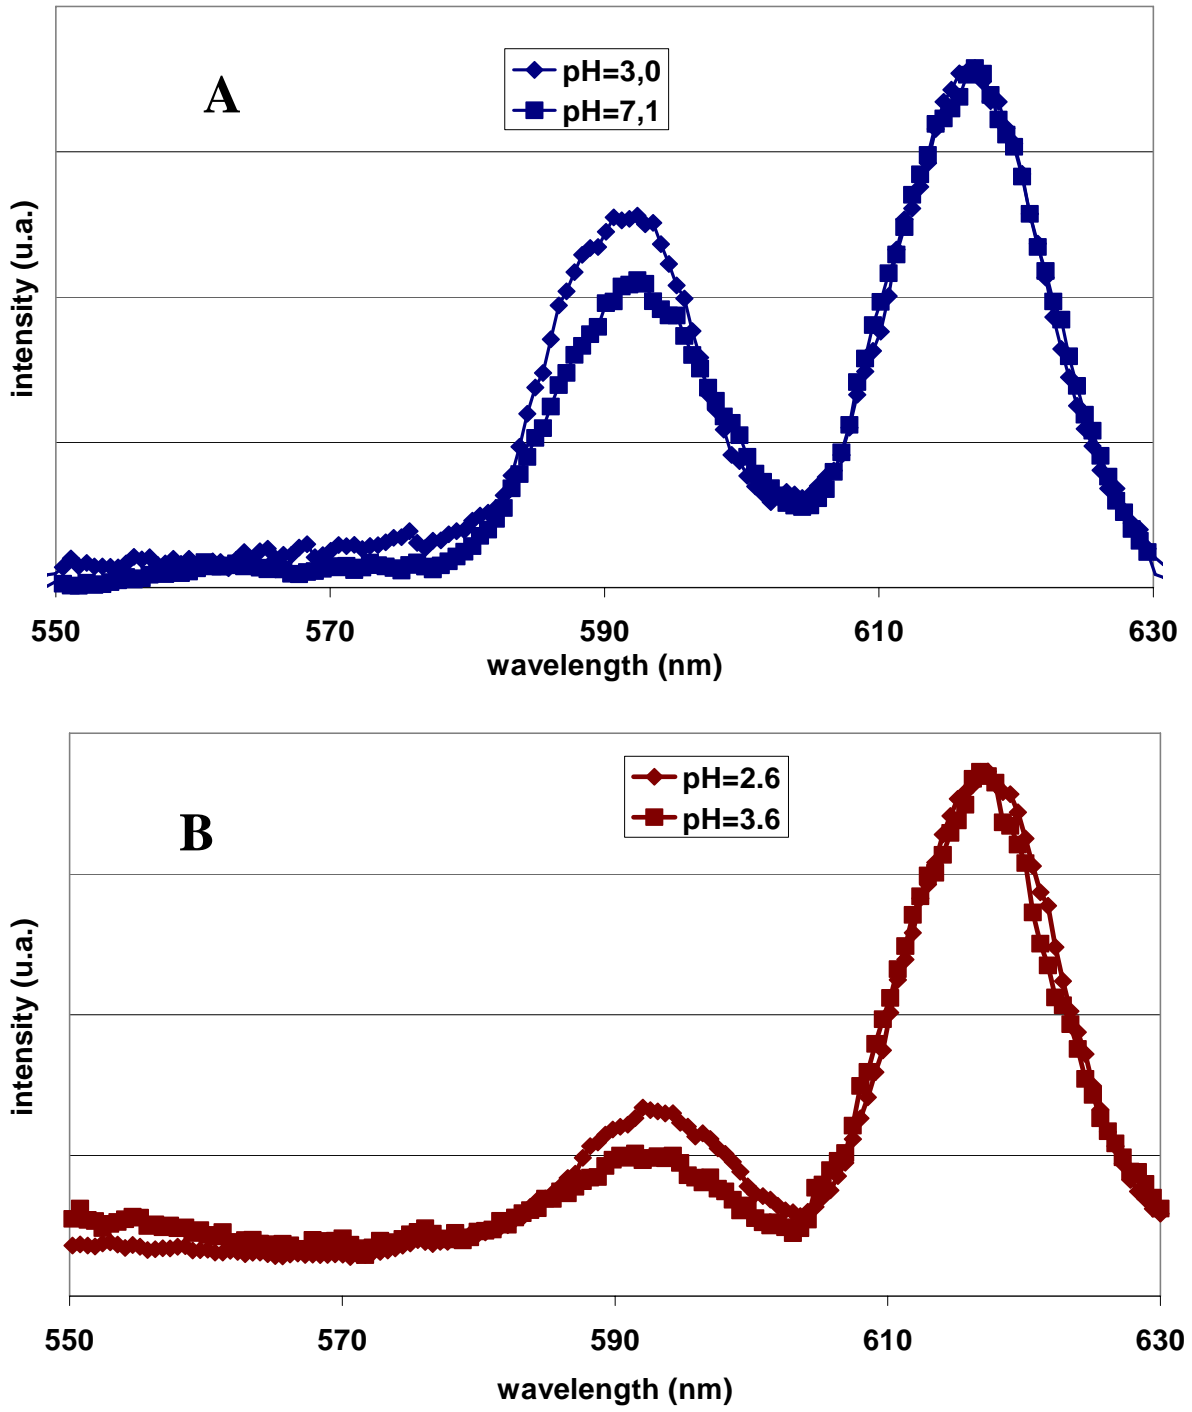 A
pH=3,0
pH=7,1
intensity (u.a.)
550 570 590 610 630
wavelength (nm)
B
pH=2.6
pH=3.6
intensity (u.a.)
550 570 590 610 630
wavelength (nm)